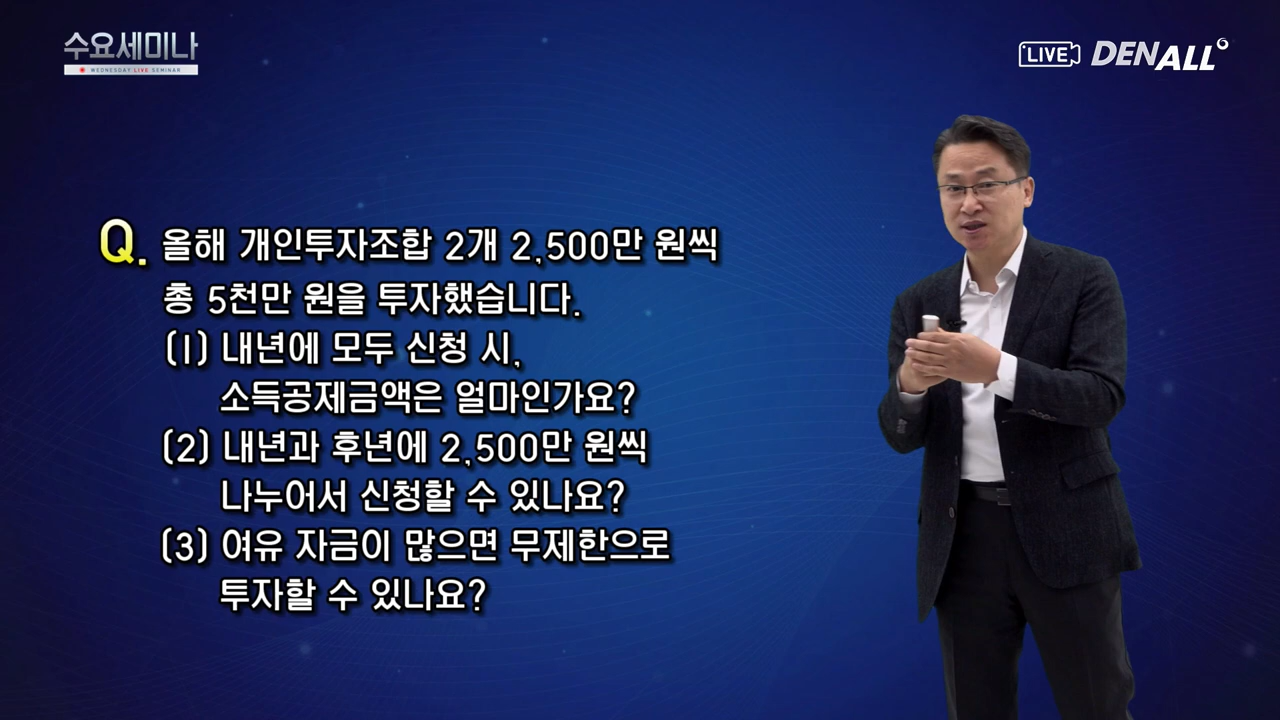 수요세미나
WEDNESDAY LIVE SEMINAR
LIVE DENALL
Q. 올해 개인투자조합 2개 2,500만 원씩
총 5천만 원을 투자했습니다.
(1) 내년에 모두 신청 시,
소득공제금액은 얼마인가요?
(2) 내년과 후년에 2,500만 원씩
나누어서 신청할 수 있나요?
(3) 여유 자금이 많으면 무제한으로
투자할 수 있나요?